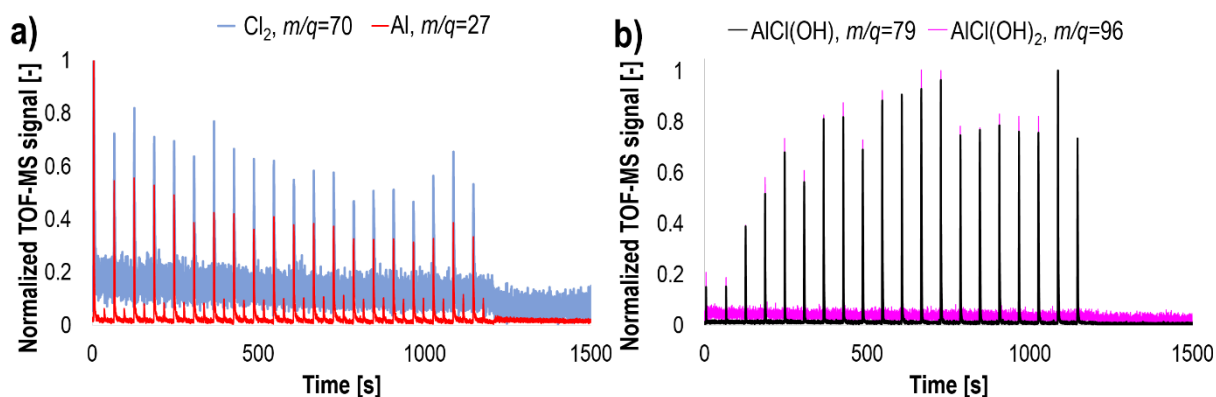 a)
Cl₂, m/q=70 Al, m/q=27
Normalized TOF-MS signal [-]
1
0.8
0.6
0.4
0.2
0
0 500 1000 1500
Time [s]
b)
AlCl(OH), m/q=79 AlCl(OH)₂, m/q=96
Normalized TOF-MS signal [-]
1
0.8
0.6
0.4
0.2
0
0 500 1000 1500
Time [s]